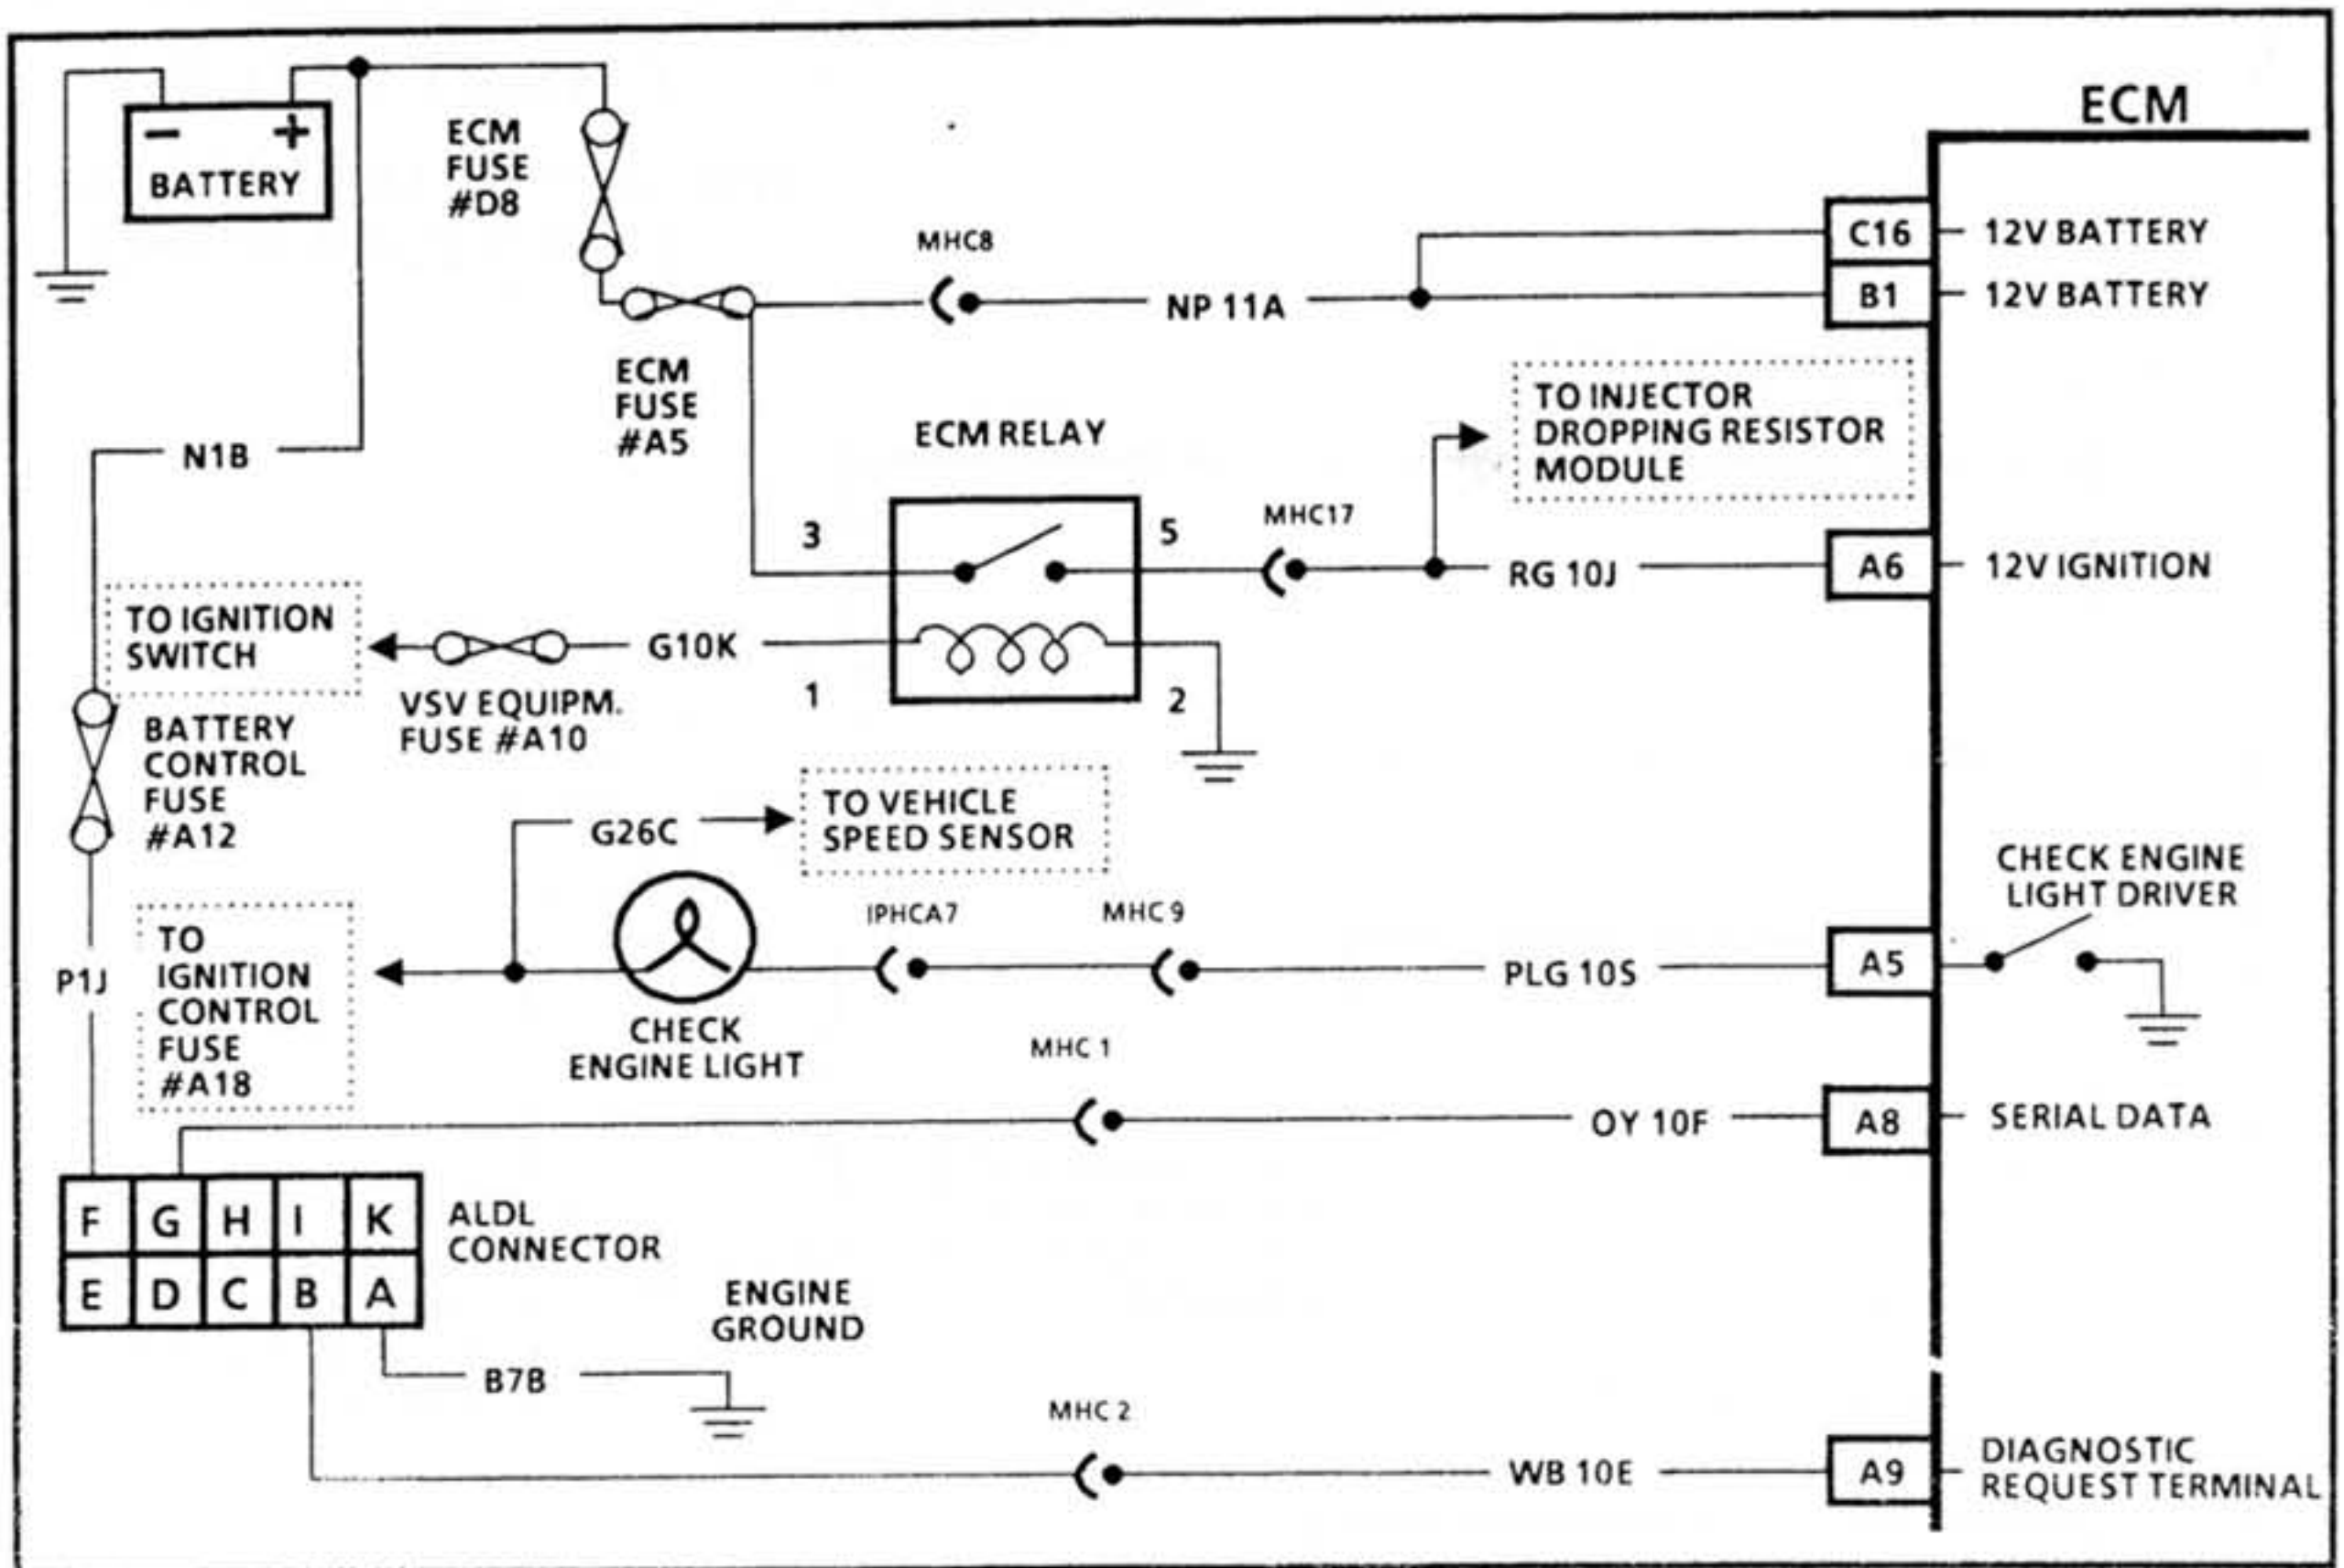 ECM
− +
BATTERY
ECM
FUSE
#D8
MHC8
C16
12V BATTERY
NP 11A
B1
12V BATTERY
ECM
FUSE
#A5
TO INJECTOR
DROPPING RESISTOR
MODULE
ECM RELAY
N1B
3
5
MHC17
RG 10J
A6
12V IGNITION
TO IGNITION
SWITCH
G10K
1
2
VSV EQUIPM.
FUSE #A10
BATTERY
CONTROL
FUSE
#A12
G26C
TO VEHICLE
SPEED SENSOR
CHECK ENGINE
LIGHT DRIVER
IPHCA7
MHC 9
P1J
TO
IGNITION
CONTROL
FUSE
#A18
PLG 10S
A5
CHECK
ENGINE LIGHT
MHC 1
OY 10F
A8
SERIAL DATA
F G H I K
E D C B A
ALDL
CONNECTOR
ENGINE
GROUND
B7B
MHC 2
WB 10E
A9
DIAGNOSTIC
REQUEST TERMINAL